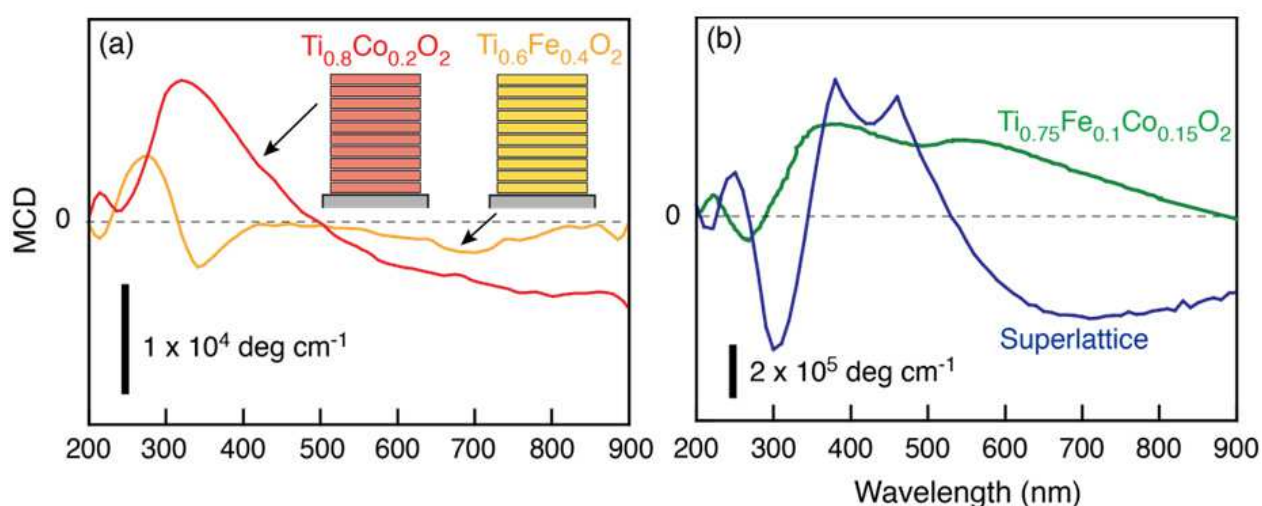 (a)
Ti0.8Co0.2O2 Ti0.6Fe0.4O2
MCD
0
1 x 10^4 deg cm^-1
200 300 400 500 600 700 800 900
(b)
Ti0.75Fe0.1Co0.15O2
0
Superlattice
2 x 10^5 deg cm^-1
200 300 400 500 600 700 800 900
Wavelength (nm)